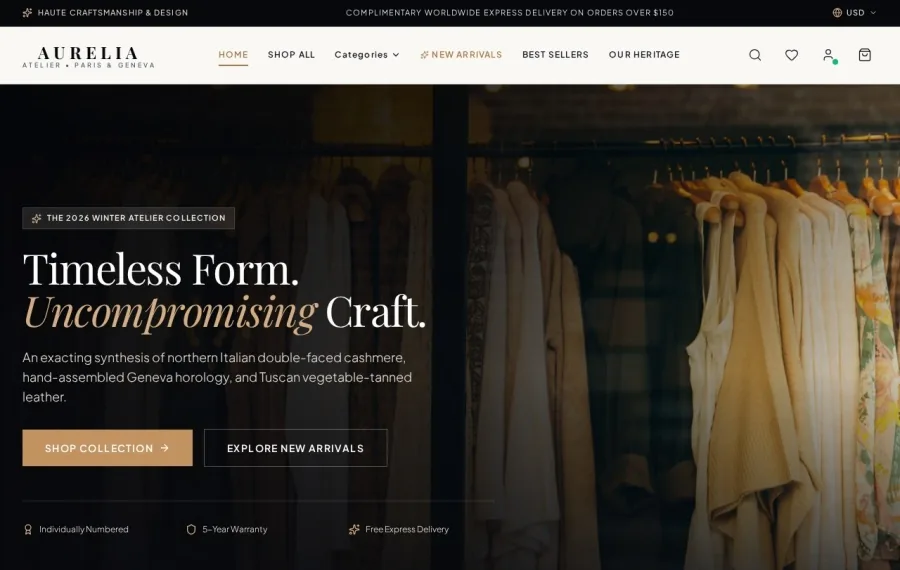 HAUTE CRAFTSMANSHIP & DESIGN
COMPLIMENTARY WORLDWIDE EXPRESS DELIVERY ON ORDERS OVER $150
USD
AURELIA
ATELIER • PARIS & GENEVA
HOME
SHOP ALL
Categories
NEW ARRIVALS
BEST SELLERS
OUR HERITAGE
THE 2026 WINTER ATELIER COLLECTION
Timeless Form.
Uncompromising Craft.
An exacting synthesis of northern Italian double-faced cashmere,
hand-assembled Geneva horology, and Tuscan vegetable-tanned
leather.
SHOP COLLECTION →
EXPLORE NEW ARRIVALS
Individually Numbered
5-Year Warranty
Free Express Delivery